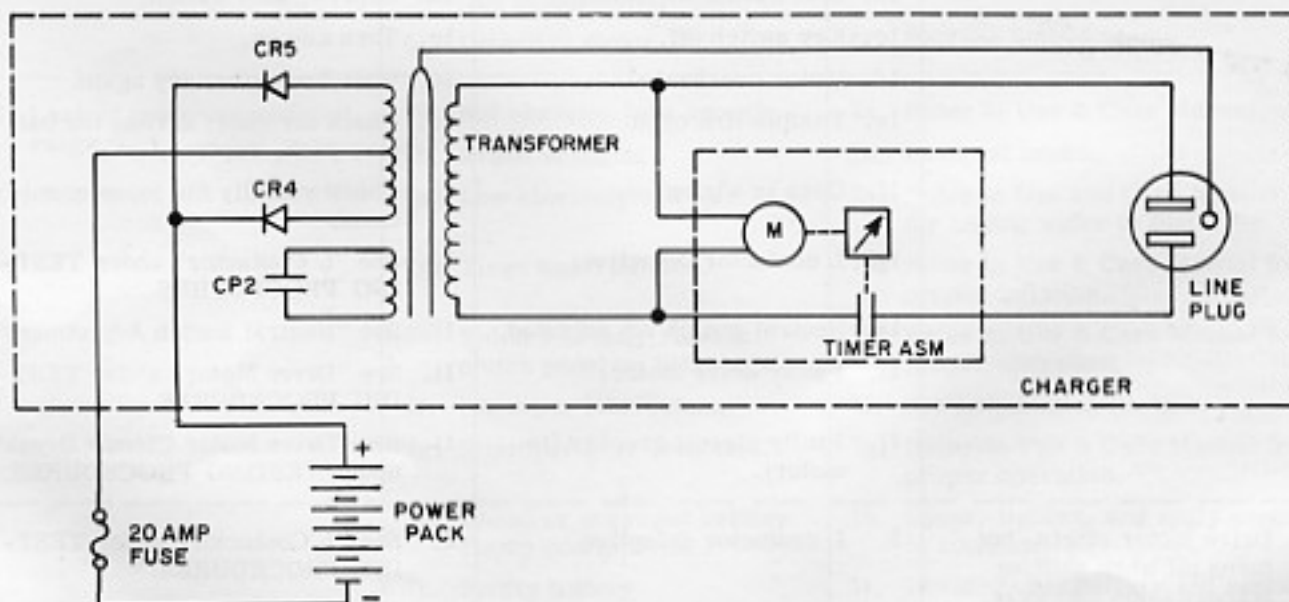 CR5
TRANSFORMER
CR4
M
CP2
LINE
PLUG
TIMER ASM
CHARGER
+
POWER
PACK
20 AMP
FUSE
-